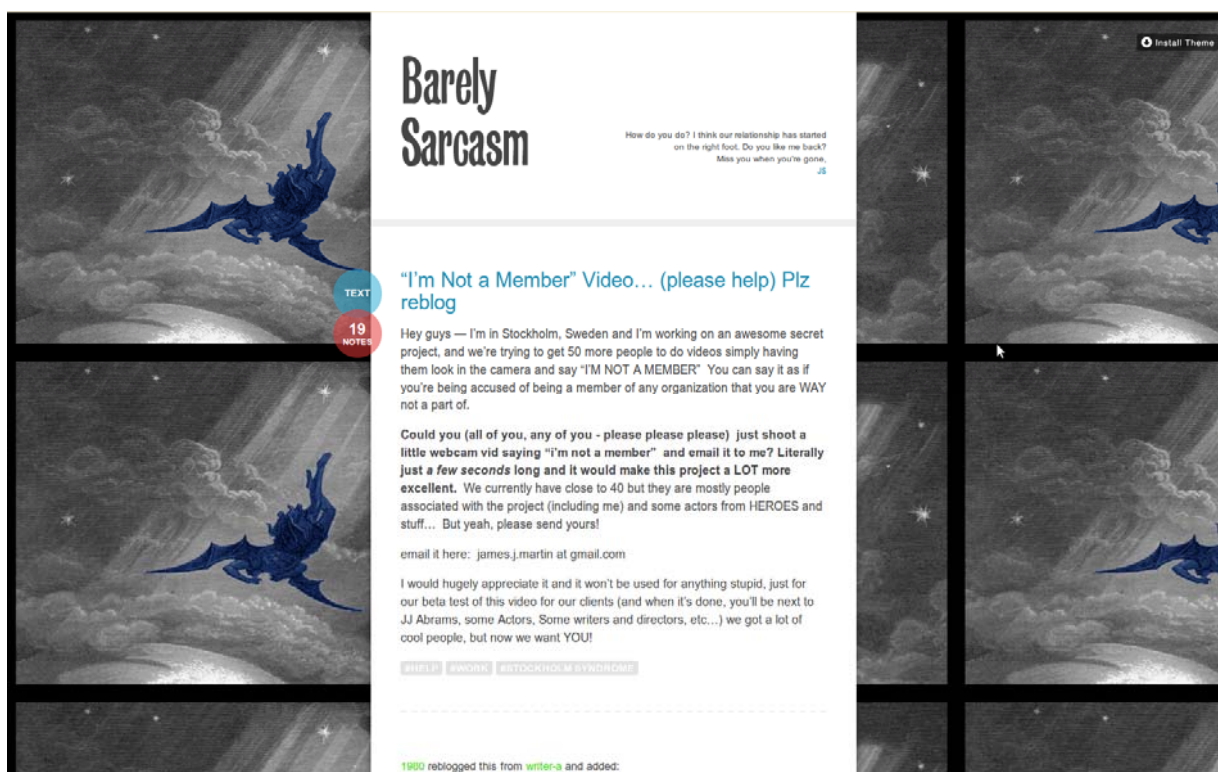 Install Theme
Barely
Sarcasm
How do you do? I think our relationship has started
on the right foot. Do you like me back?
Miss you when you're gone,
JS
TEXT
19
NOTES
“I’m Not a Member” Video… (please help) Plz
reblog
Hey guys — I’m in Stockholm, Sweden and I’m working on an awesome secret
project, and we’re trying to get 50 more people to do videos simply having
them look in the camera and say “I’M NOT A MEMBER”  You can say it as if
you’re being accused of being a member of any organization that you are WAY
not a part of.
Could you (all of you, any of you - please please please)  just shoot a
little webcam vid saying “i’m not a member”  and email it to me? Literally
just a few seconds long and it would make this project a LOT more
excellent.  We currently have close to 40 but they are mostly people
associated with the project (including me) and some actors from HEROES and
stuff…  But yeah, please send yours!
email it here:  james.j.martin at gmail.com
I would hugely appreciate it and it won’t be used for anything stupid, just for
our beta test of this video for our clients (and when it’s done, you’ll be next to
JJ Abrams, some Actors, Some writers and directors, etc…) we got a lot of
cool people, but now we want YOU!
#HELP #WORK #STOCKHOLM SYNDROME
1980 reblogged this from writer-a and added: